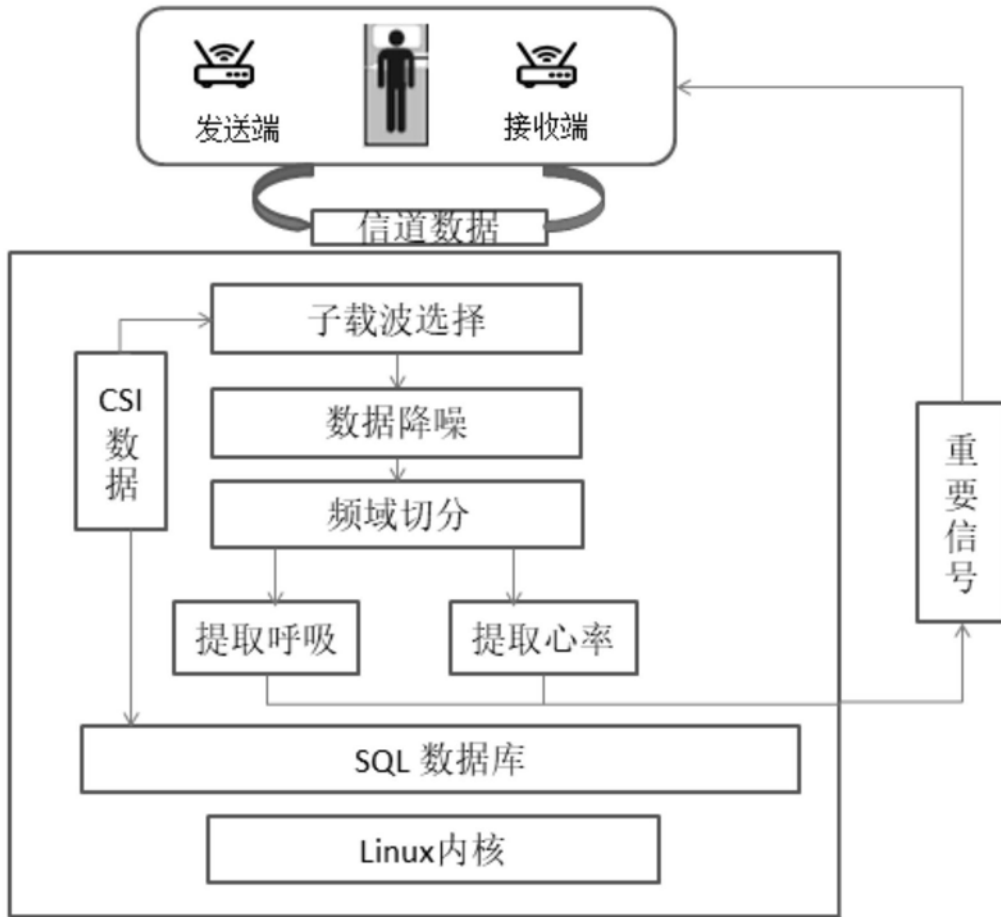 发送端
接收端
信道数据
子载波选择
CSI
数
据
数据降噪
频域切分
提取呼吸
提取心率
重
要
信
号
SQL 数据库
Linux内核